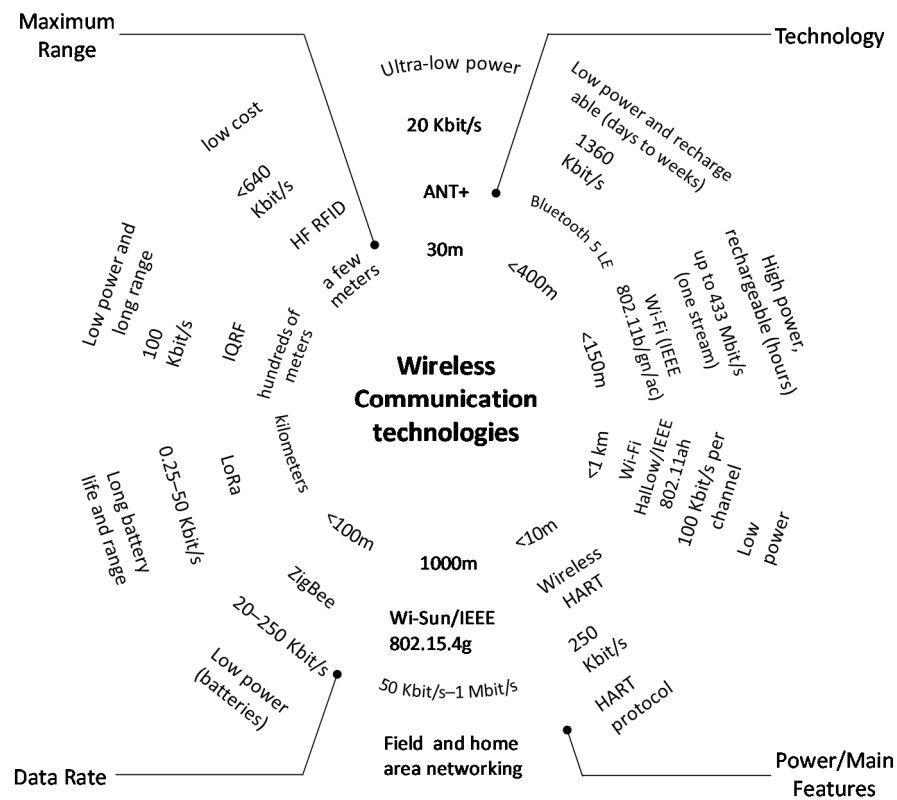 Maximum
Range
Technology
Ultra-low power
20 Kbit/s
ANT+
30m
Low power and recharge
able (days to weeks)
1360
Kbit/s
Bluetooth 5 LE
<400m
High power,
rechargeable (hours)
up to 433 Mbit/s
(one stream)
Wi-Fi (IEEE
802.11b/gn/ac)
<150m
Low
power
100 Kbit/s per
channel
Wi-Fi
HalLow/IEEE
802.11ah
<1 km
<10m
Wireless
HART
250
Kbit/s
HART
protocol
1000m
Wi-Sun/IEEE
802.15.4g
50 Kbit/s–1 Mbit/s
Field and home
area networking
<100m
ZigBee
20–250 Kbit/s
Low power
(batteries)
kilometers
LoRa
0.25–50 Kbit/s
Long battery
life and range
hundreds of
meters
IQRF
100
Kbit/s
Low power and
long range
a few
meters
HF RFID
<640
Kbit/s
low cost
Wireless
Communication
technologies
Data Rate
Power/Main
Features